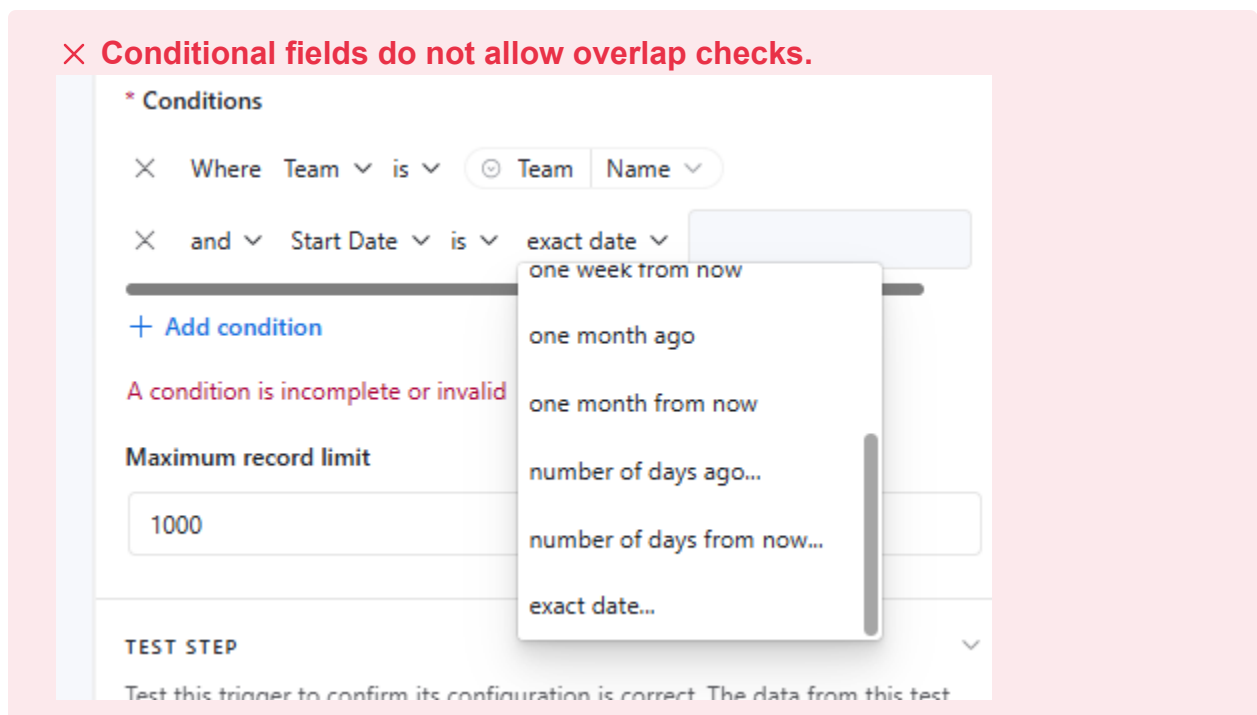 Conditional fields do not allow overlap checks.
* Conditions
Where Team is Team Name
and Start Date is exact date
one week from now
+ Add condition
one month ago
A condition is incomplete or invalid
one month from now
Maximum record limit
number of days ago...
1000
number of days from now...
exact date...
TEST STEP
Test this trigger to confirm its configuration is correct. The data from this test